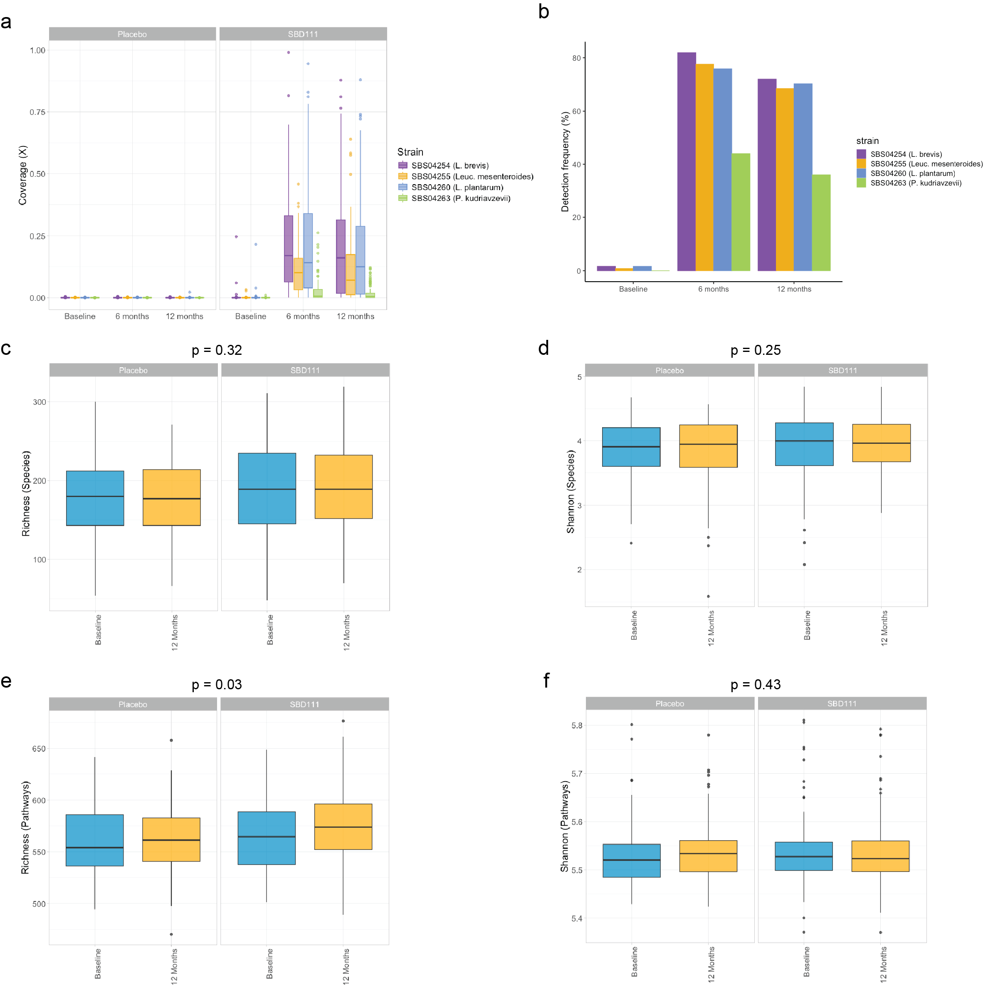 a
Placebo
SBD111
1.00
0.75
0.50
0.25
0.00
Coverage (X)
Baseline
6 months
12 months
Baseline
6 months
12 months
Strain
SBS04254 (L. brevis)
SBS04255 (Leuc. mesenteroides)
SBS04260 (L. plantarum)
SBS04263 (P. kudriavzevii)
b
80
60
40
20
0
Detection frequency (%)
Baseline
6 months
12 months
strain
SBS04254 (L. brevis)
SBS04255 (Leuc. mesenteroides)
SBS04260 (L. plantarum)
SBS04263 (P. kudriavzevii)
c
p = 0.32
Placebo
SBD111
300
200
100
Richness (Species)
Baseline
12 Months
Baseline
12 Months
d
p = 0.25
Placebo
SBD111
5
4
3
2
Shannon (Species)
Baseline
12 Months
Baseline
12 Months
e
p = 0.03
Placebo
SBD111
650
600
550
500
Richness (Pathways)
Baseline
12 Months
Baseline
12 Months
f
p = 0.43
Placebo
SBD111
5.8
5.7
5.6
5.5
5.4
Shannon (Pathways)
Baseline
12 Months
Baseline
12 Months